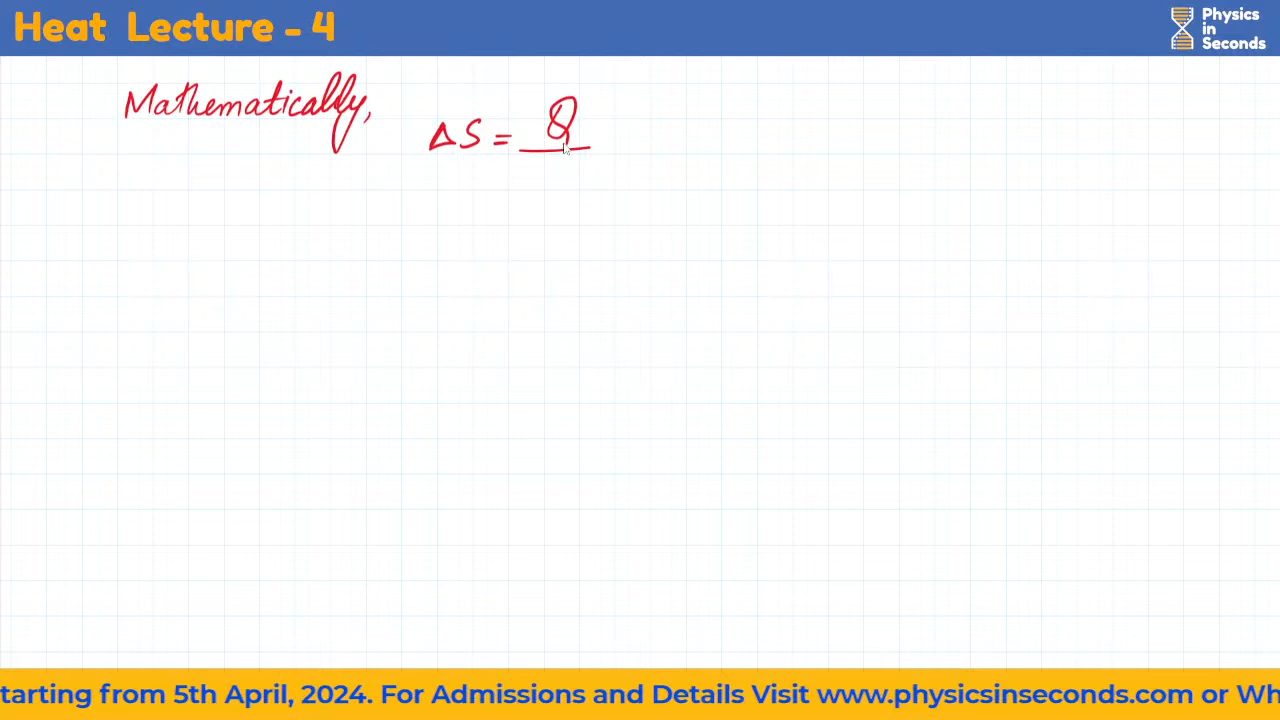 Heat Lecture - 4
Physics
in
Seconds
Mathematically,
ΔS = Q
tarting from 5th April, 2024. For Admissions and Details Visit www.physicsinseconds.com or Wh